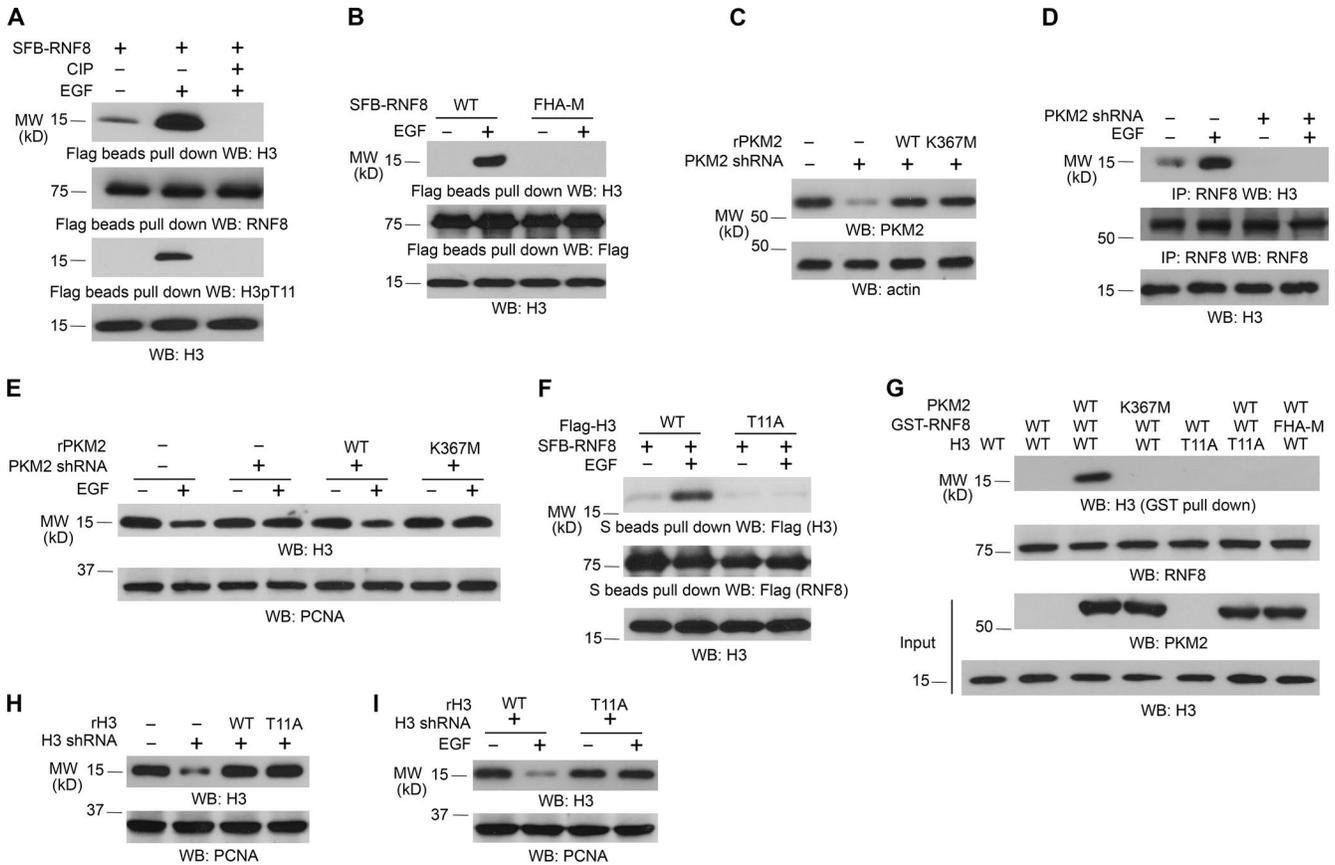 A
SFB-RNF8 + + +
CIP – – +
EGF – + +
MW 15
(kD)
Flag beads pull down WB: H3
75
Flag beads pull down WB: RNF8
15
Flag beads pull down WB: H3pT11
15
WB: H3
B
SFB-RNF8 WT FHA-M
EGF – + – +
MW 15
(kD)
Flag beads pull down WB: H3
75
Flag beads pull down WB: Flag
15
WB: H3
C
rPKM2 – – WT K367M
PKM2 shRNA – + + +
MW 50
(kD)
WB: PKM2
50
WB: actin
D
PKM2 shRNA – – + +
EGF – + – +
MW 15
(kD)
IP: RNF8 WB: H3
50
IP: RNF8 WB: RNF8
15
WB: H3
E
rPKM2 – – WT K367M
PKM2 shRNA – + + +
EGF – + – + – + – +
MW 15
(kD)
WB: H3
37
WB: PCNA
F
Flag-H3 WT T11A
SFB-RNF8 + + + +
EGF – + – +
MW 15
(kD)
S beads pull down WB: Flag (H3)
75
S beads pull down WB: Flag (RNF8)
15
WB: H3
G
PKM2 WT K367M WT WT
GST-RNF8 WT WT WT WT WT FHA-M
H3 WT WT WT WT T11A T11A WT
MW 15
(kD)
WB: H3 (GST pull down)
75
WB: RNF8
Input
50
WB: PKM2
15
WB: H3
H
rH3 – – WT T11A
H3 shRNA – + + +
MW 15
(kD)
WB: H3
37
WB: PCNA
I
rH3 WT T11A
H3 shRNA + +
EGF – + – +
MW 15
(kD)
WB: H3
37
WB: PCNA